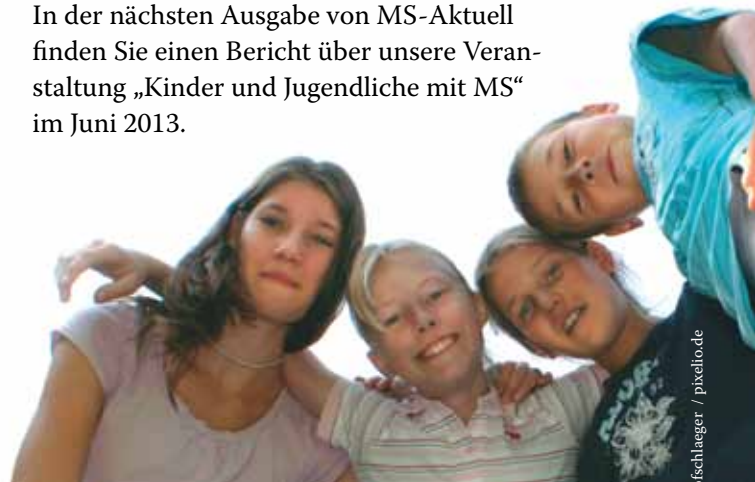 In der nächsten Ausgabe von MS-Aktuell
finden Sie einen Bericht über unsere Veran-
staltung „Kinder und Jugendliche mit MS“
im Juni 2013.
/ pixelio.de